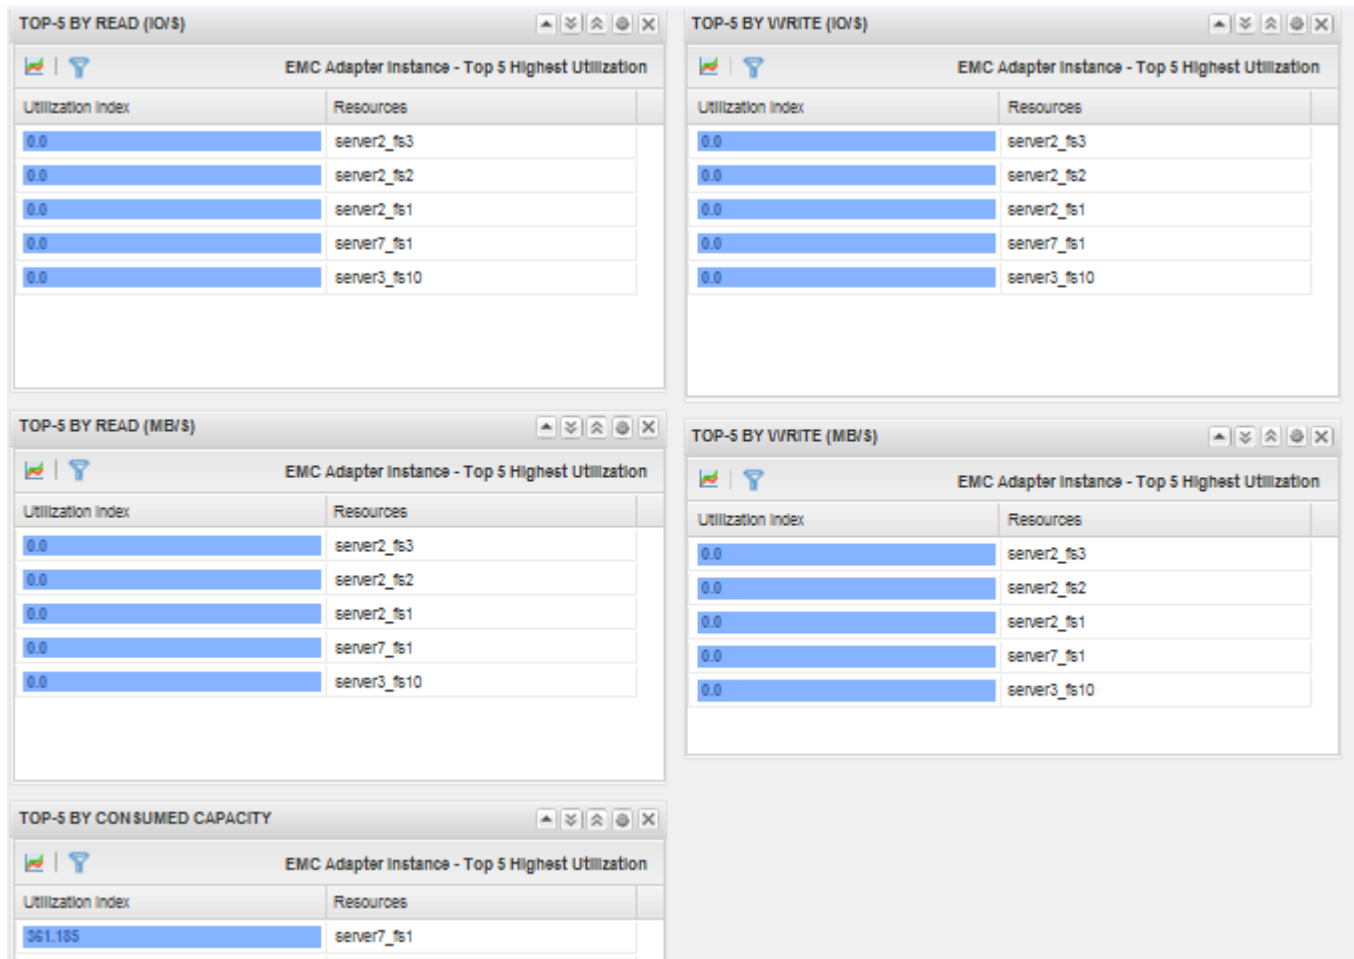 TOP-5 BY READ (IO/S)
EMC Adapter Instance - Top 5 Highest Utilization
Utilization Index Resources
0.0 server2_fs3
0.0 server2_fs2
0.0 server2_fs1
0.0 server7_fs1
0.0 server3_fs10
TOP-5 BY WRITE (IO/S)
EMC Adapter Instance - Top 5 Highest Utilization
Utilization Index Resources
0.0 server2_fs3
0.0 server2_fs2
0.0 server2_fs1
0.0 server7_fs1
0.0 server3_fs10
TOP-5 BY READ (MB/S)
EMC Adapter Instance - Top 5 Highest Utilization
Utilization Index Resources
0.0 server2_fs3
0.0 server2_fs2
0.0 server2_fs1
0.0 server7_fs1
0.0 server3_fs10
TOP-5 BY WRITE (MB/S)
EMC Adapter Instance - Top 5 Highest Utilization
Utilization Index Resources
0.0 server2_fs3
0.0 server2_fs2
0.0 server2_fs1
0.0 server7_fs1
0.0 server3_fs10
TOP-5 BY CONSUMED CAPACITY
EMC Adapter Instance - Top 5 Highest Utilization
Utilization Index Resources
361.185 server7_fs1